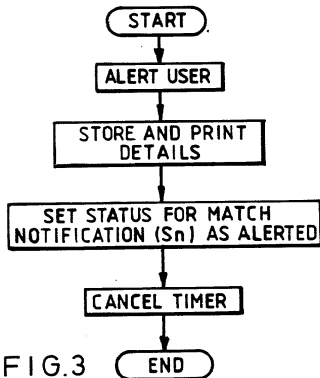 START
ALERT USER
STORE AND PRINT
DETAILS
SET STATUS FOR MATCH
NOTIFICATION (Sn) AS ALERTED
CANCEL TIMER
FIG.3
END